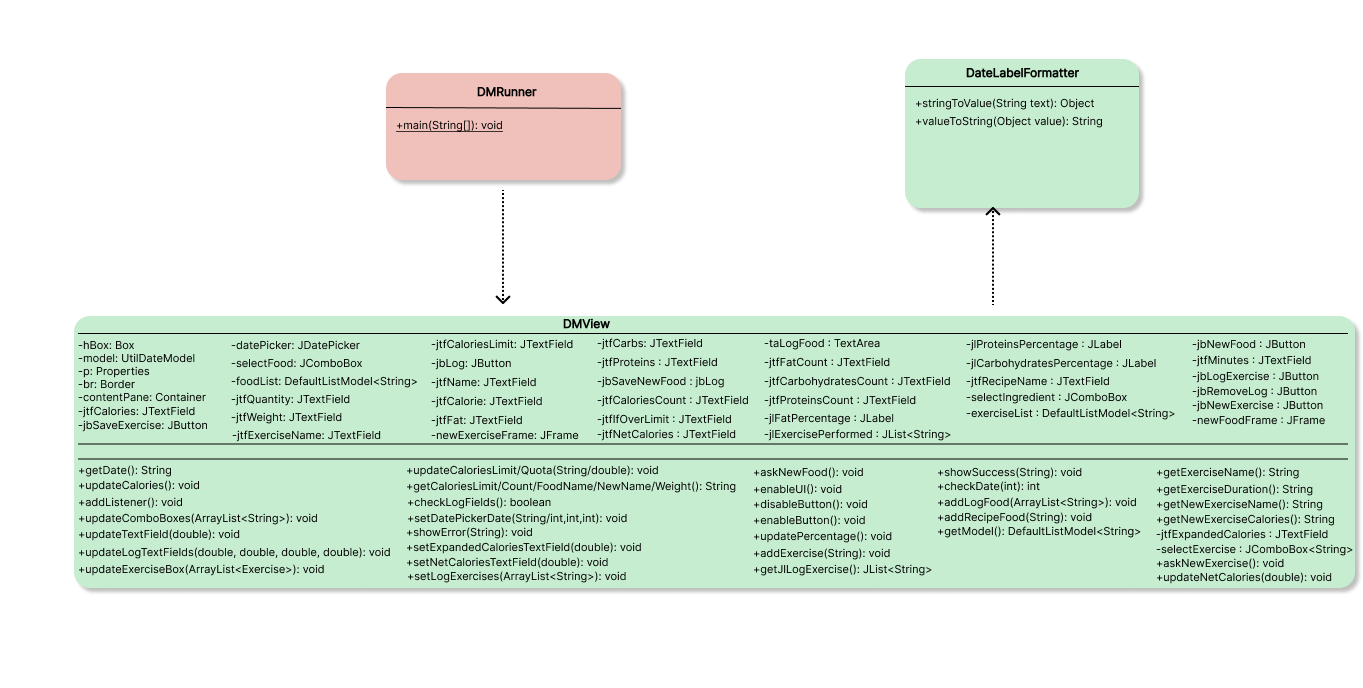 DMRunner
+main(String[]): void
DateLabelFormatter
+stringToValue(String text): Object
+valueToString(Object value): String
DMView
-hBox: Box
-model: UtilDateModel
-p: Properties
-br: Border
-contentPane: Container
-jtfCalories: JTextField
-jbSaveExercise: JButton
-datePicker: JDatePicker
-selectFood: JComboBox
-foodList: DefaultListModel<String>
-jtfQuantity: JTextField
-jtfWeight: JTextField
-jtfExerciseName: JTextField
-jtfCaloriesLimit: JTextField
-jbLog: JButton
-jtfName: JTextField
-jtfCalorie: JTextField
-jtfFat: JTextField
-newExerciseFrame: JFrame
-jtfCarbs: JTextField
-jtfProteins : JTextField
-jbSaveNewFood : jbLog
-jtfCaloriesCount : JTextField
-jtfIfOverLimit : JTextField
-jtfNetCalories : JTextField
-taLogFood : TextArea
-jtfFatCount : JTextField
-jtfCarbohydratesCount : JTextField
-jtfProteinsCount : JTextField
-jlFatPercentage : JLabel
-jlExercisePerformed : JList<String>
-jlProteinsPercentage : JLabel
-jlCarbohydratesPercentage : JLabel
-jtfRecipeName : JTextField
-selectIngredient : JComboBox
-exerciseList : DefaultListModel<String>
-jbNewFood : JButton
-jtfMinutes : JTextField
-jbLogExercise : JButton
-jbRemoveLog : JButton
-jbNewExercise : JButton
-newFoodFrame : JFrame
+getDate(): String
+updateCalories(): void
+addListener(): void
+updateComboBoxes(ArrayList<String>): void
+updateTextField(double): void
+updateLogTextFields(double, double, double, double): void
+updateExerciseBox(ArrayList<Exercise>): void
+updateCaloriesLimit/Quota(String/double): void
+getCaloriesLimit/Count/FoodName/NewName/Weight(): String
+checkLogFields(): boolean
+setDatePickerDate(String/int,int,int): void
+showError(String): void
+setExpandedCaloriesTextField(double): void
+setNetCaloriesTextField(double): void
+setLogExercises(ArrayList<String>): void
+askNewFood(): void
+enableUI(): void
+disableButton(): void
+enableButton(): void
+updatePercentage(): void
+addExercise(String): void
+getJlLogExercise(): JList<String>
+showSuccess(String): void
+checkDate(int): int
+addLogFood(ArrayList<String>): void
+addRecipeFood(String): void
+getModel(): DefaultListModel<String>
+getExerciseName(): String
+getExerciseDuration(): String
+getNewExerciseName(): String
+getNewExerciseCalories(): String
-jtfExpandedCalories : JTextField
-selectExercise : JComboBox<String>
+askNewExercise(): void
+updateNetCalories(double): void